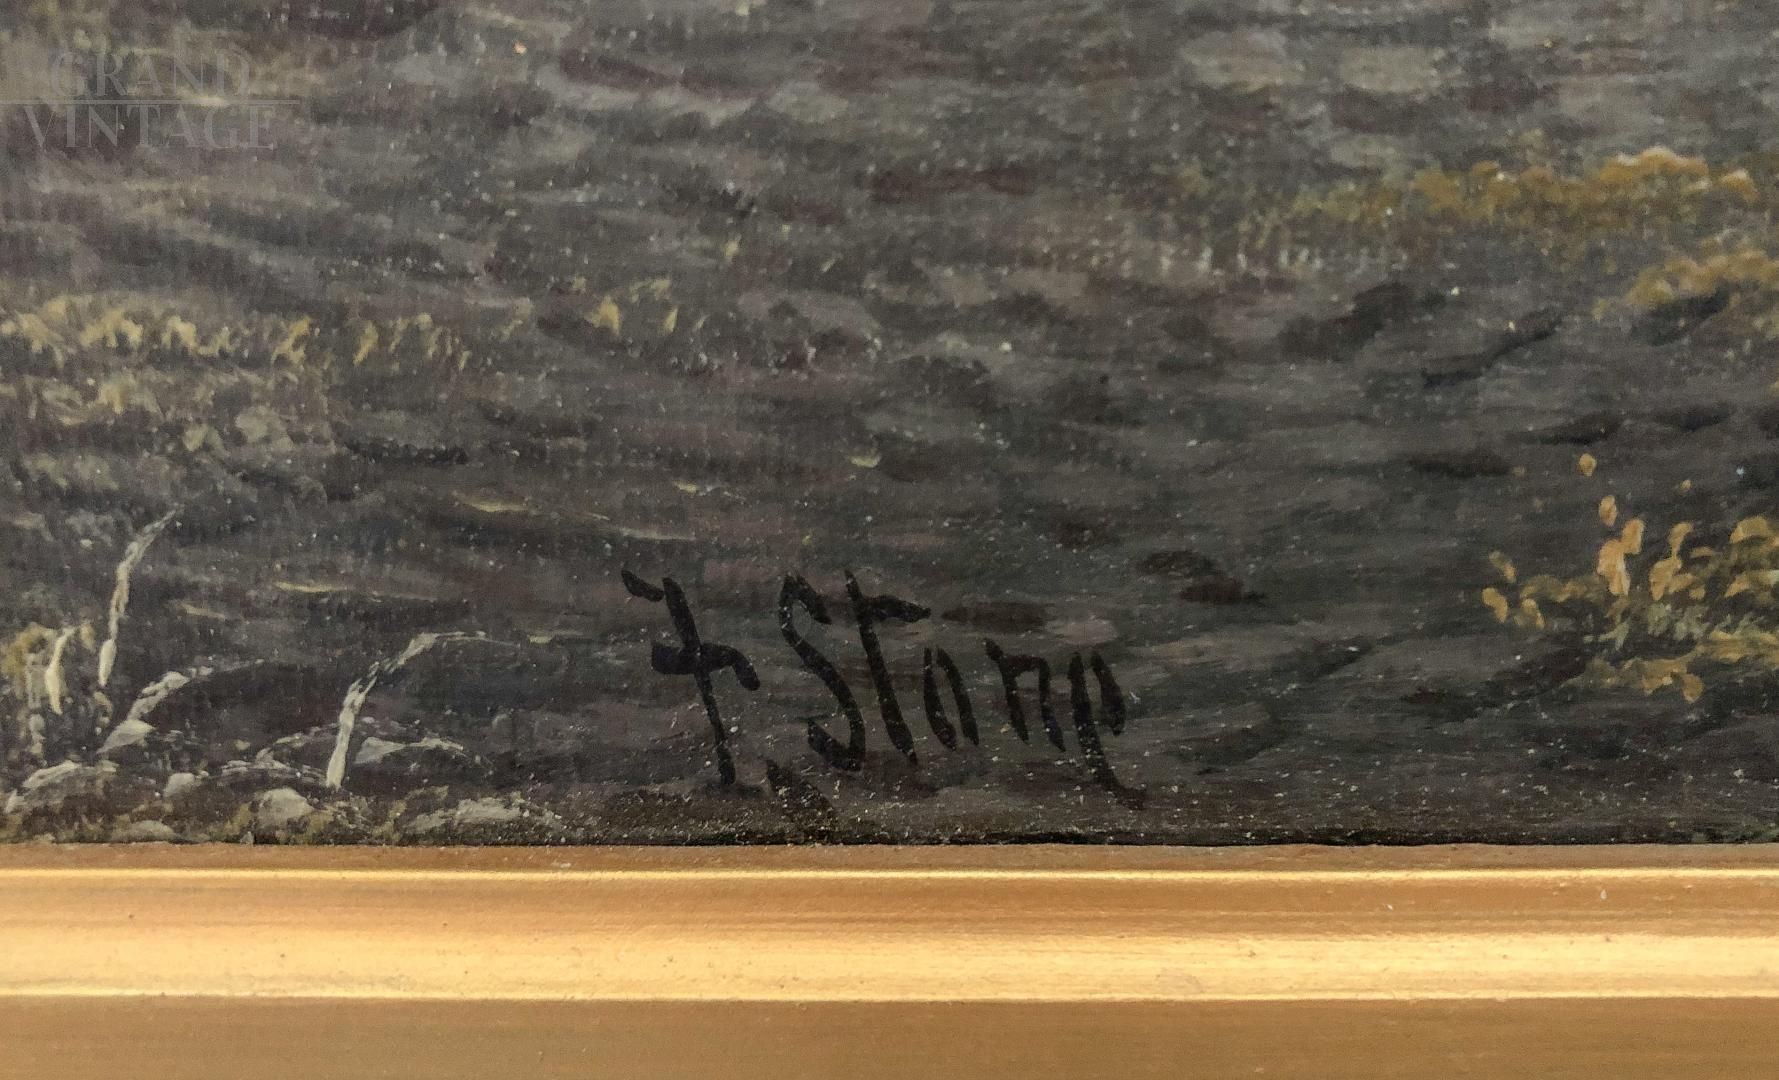 GRAND
VINTAGE
F. Stamp